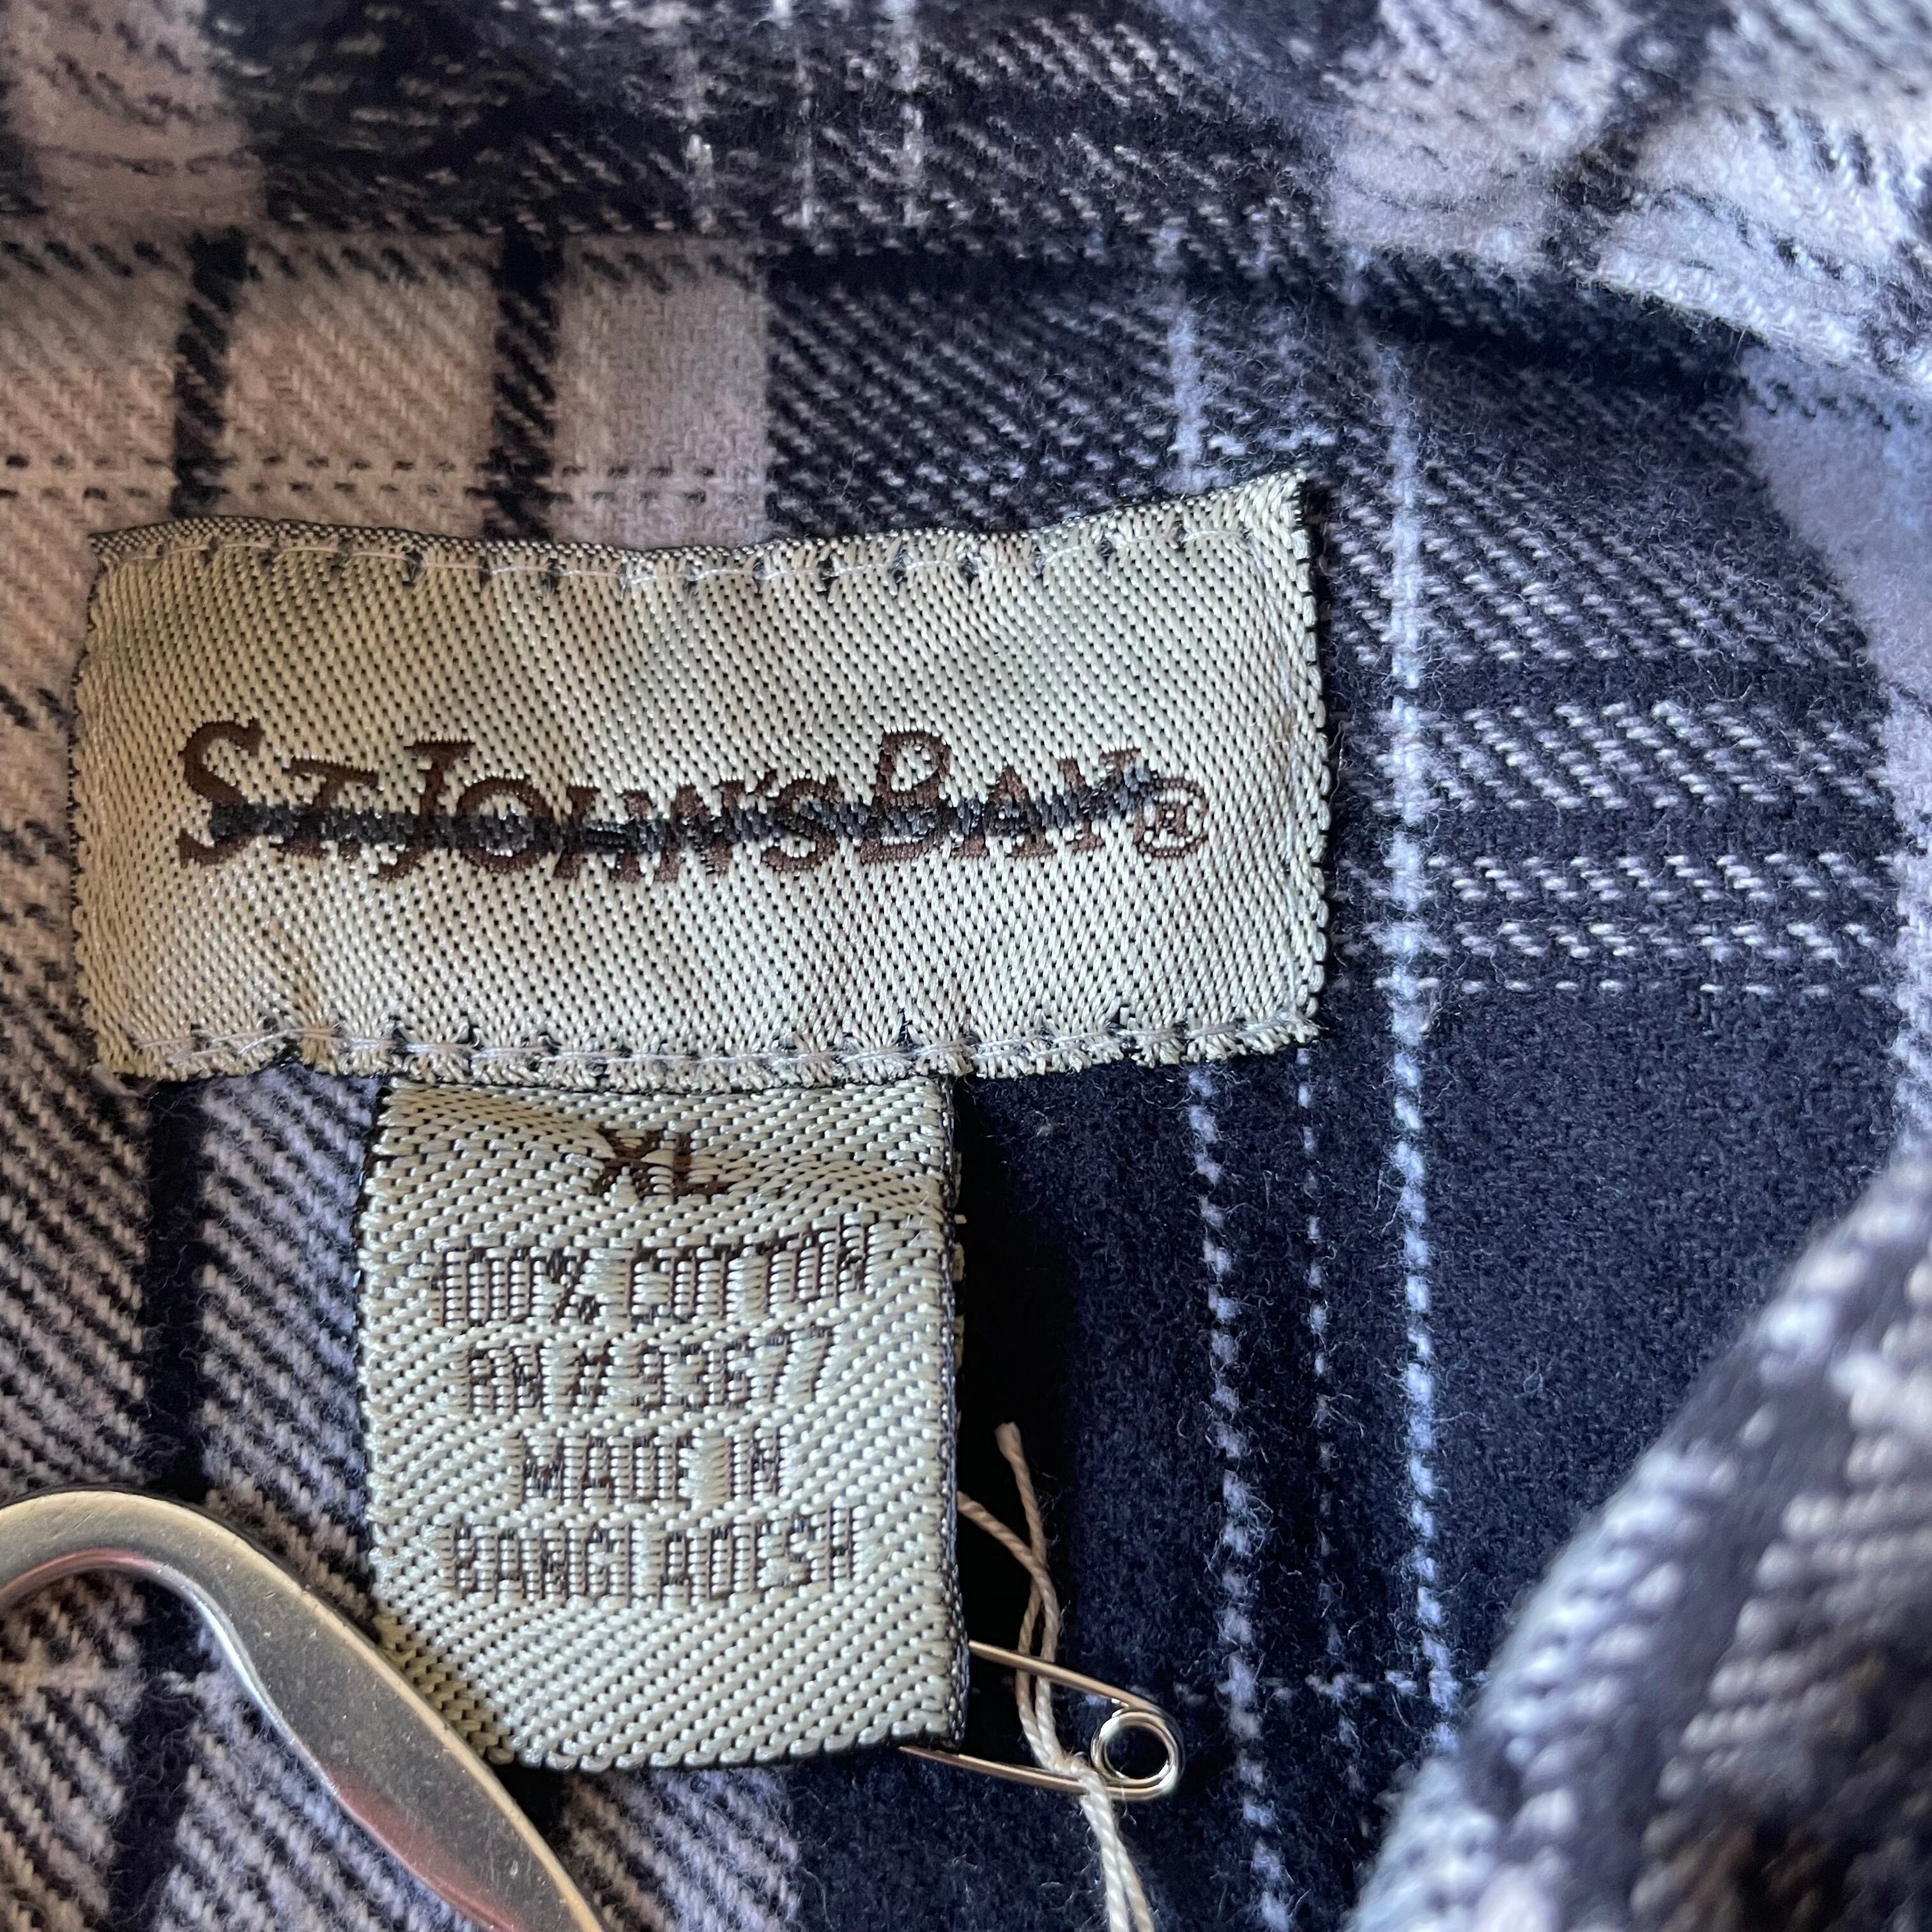 ST JOHN'S BAY®
XL
100% COTTON
RN # 93677
MADE IN
BANGLADESH